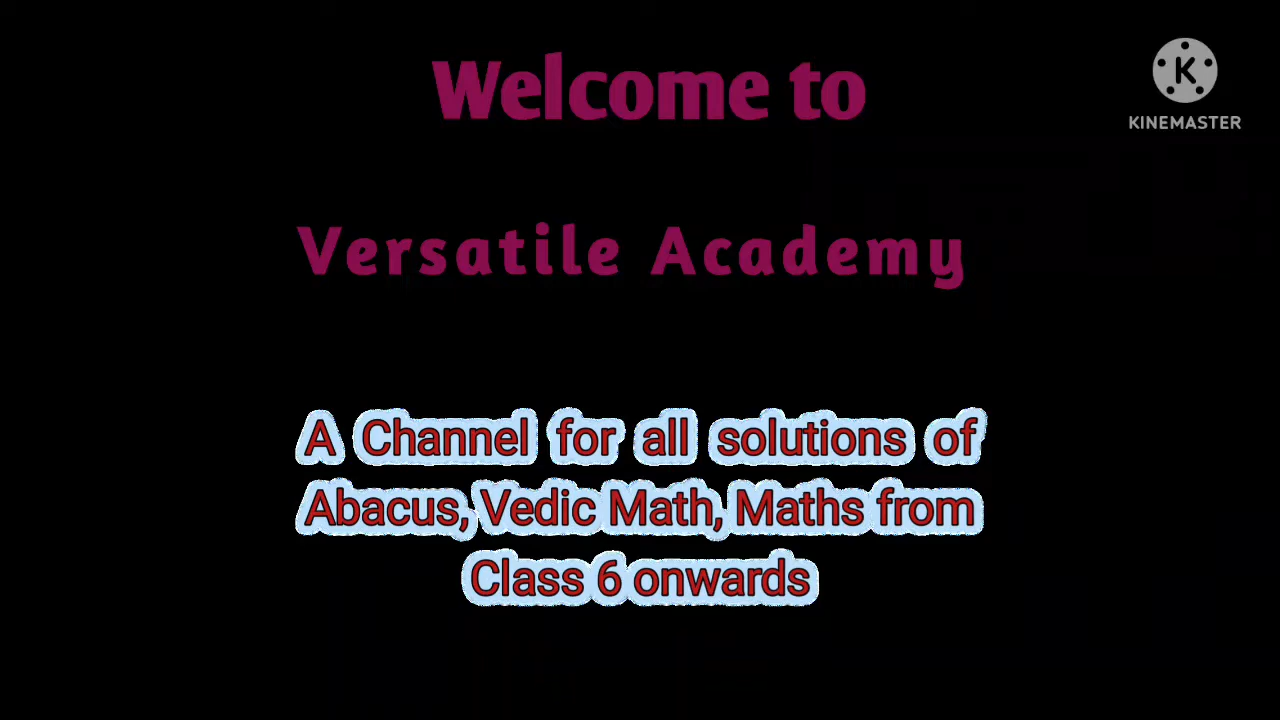 Welcome to
K
KINEMASTER
Versatile Academy
A Channel for all solutions of
Abacus, Vedic Math, Maths from
Class 6 onwards